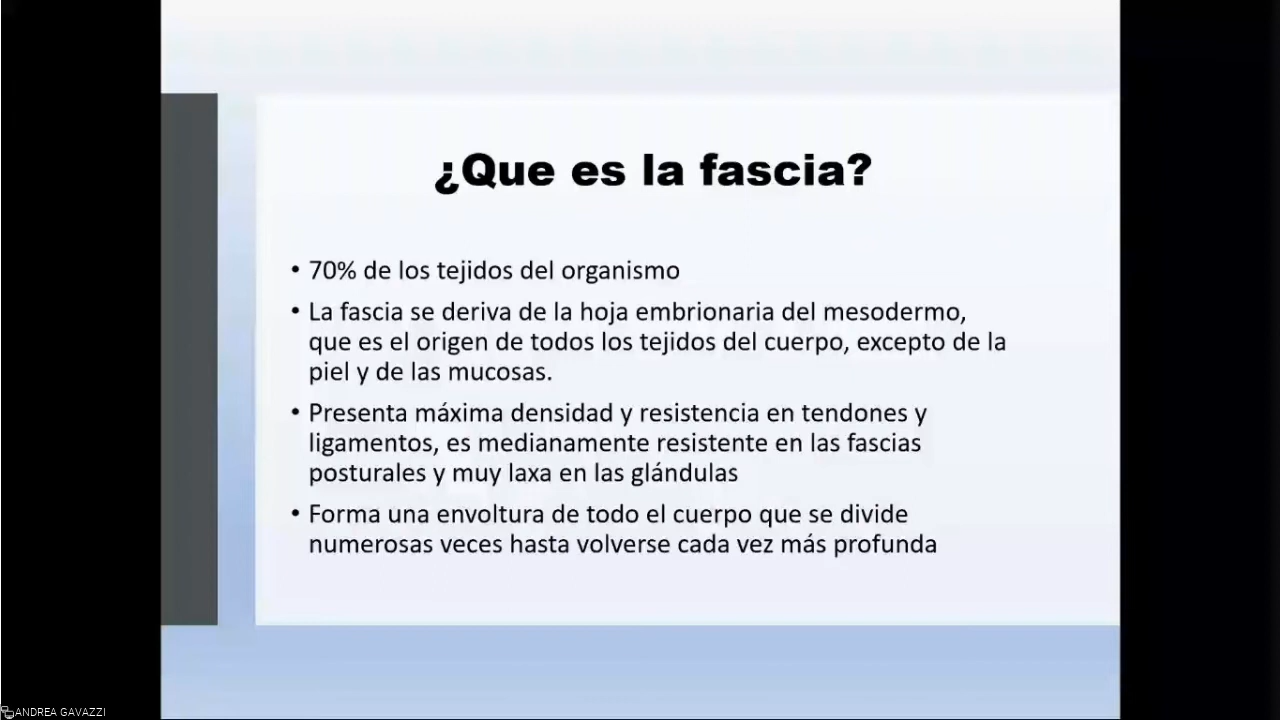 ¿Que es la fascia?
• 70% de los tejidos del organismo
• La fascia se deriva de la hoja embrionaria del mesodermo,
que es el origen de todos los tejidos del cuerpo, excepto de la
piel y de las mucosas.
• Presenta máxima densidad y resistencia en tendones y
ligamentos, es medianamente resistente en las fascias
posturales y muy laxa en las glándulas
• Forma una envoltura de todo el cuerpo que se divide
numerosas veces hasta volverse cada vez más profunda
ANDREA GAVAZZI